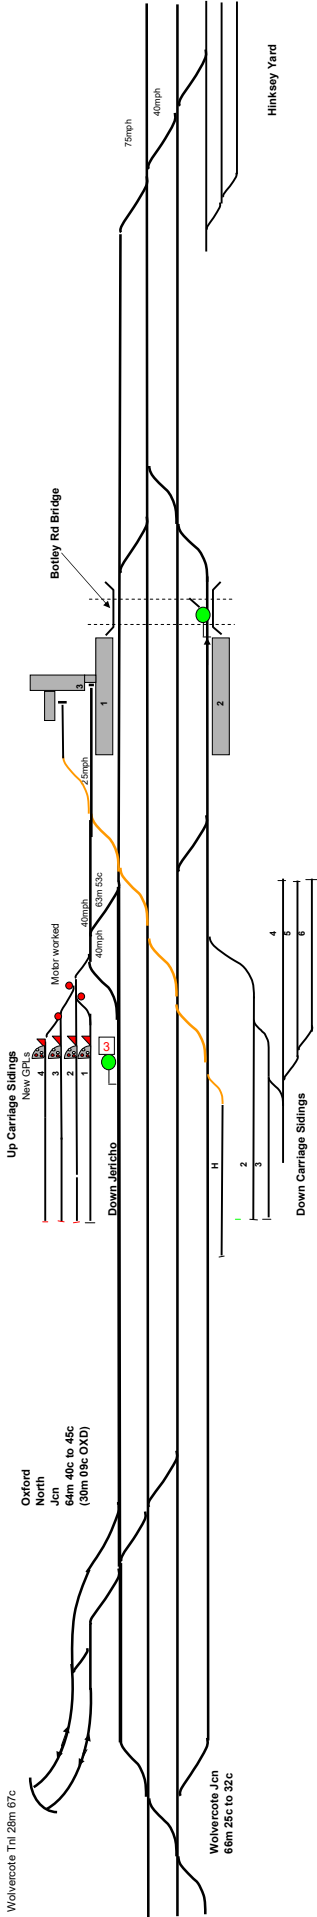 Wolvercote Tnl 28m 67c
Oxford
North
Jcn
64m 40c to 45c
(30m 09c OXD)
Wolvercote Jcn
66m 25c to 32c
Up Carriage Sidings
New GPLs
Motor worked
4
3
2
1
3
Down Jericho
40mph
40mph
63m 53c
25mph
3
1
2
Botley Rd Bridge
H
2
3
4
5
6
Down Carriage Sidings
75mph
40mph
Hinksey Yard